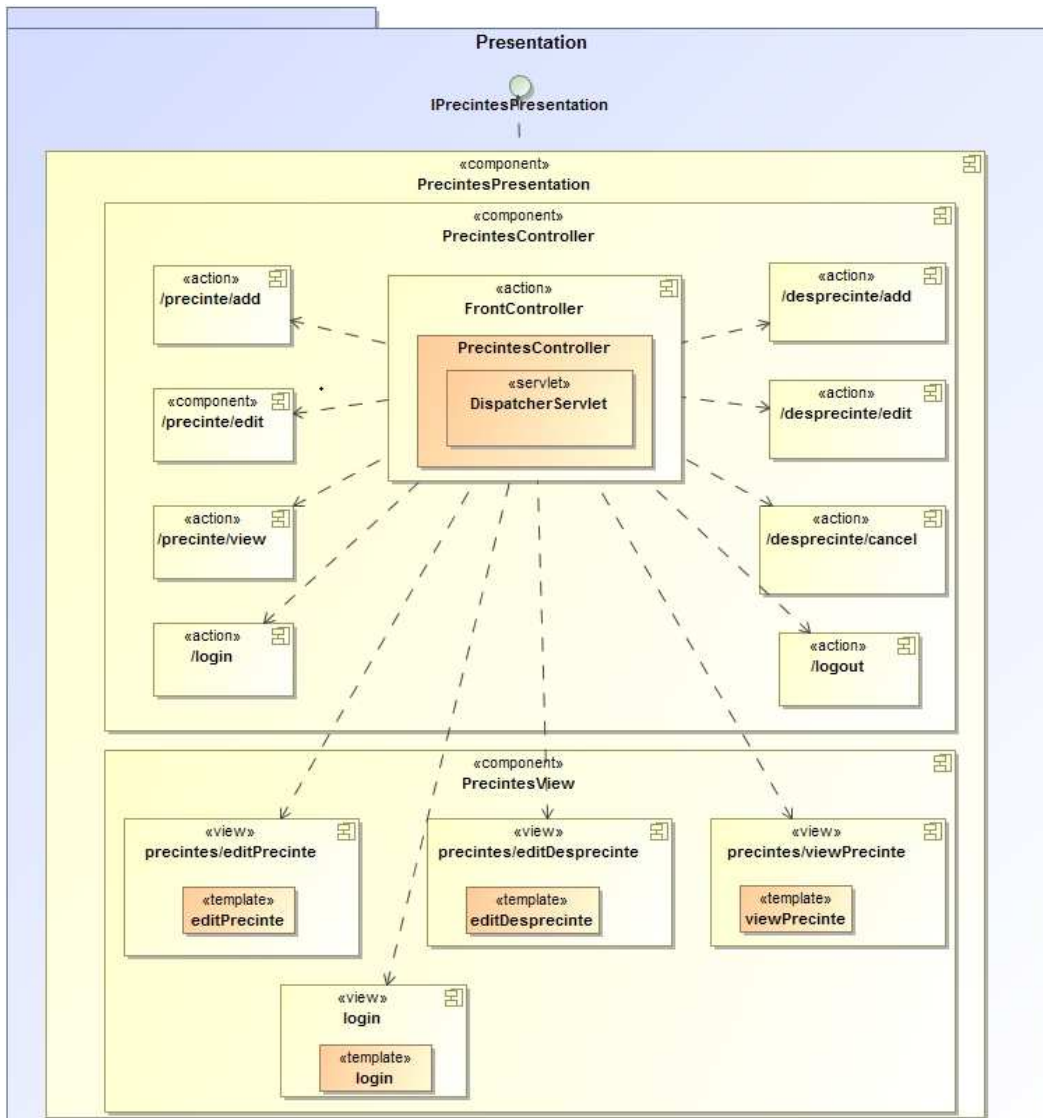 Presentation
IPrecintesPresentation
«component»
PrecintesPresentation
«component»
PrecintesController
«action»
/precinte/add
«action»
FrontController
«action»
/desprecinte/add
PrecintesController
«servlet»
DispatcherServlet
«component»
/precinte/edit
«action»
/desprecinte/edit
«action»
/precinte/view
«action»
/desprecinte/cancel
«action»
/login
«action»
/logout
«component»
PrecintesView
«view»
precintes/editPrecinte
«template»
editPrecinte
«view»
precintes/editDesprecinte
«template»
editDesprecinte
«view»
precintes/viewPrecinte
«template»
viewPrecinte
«view»
login
«template»
login